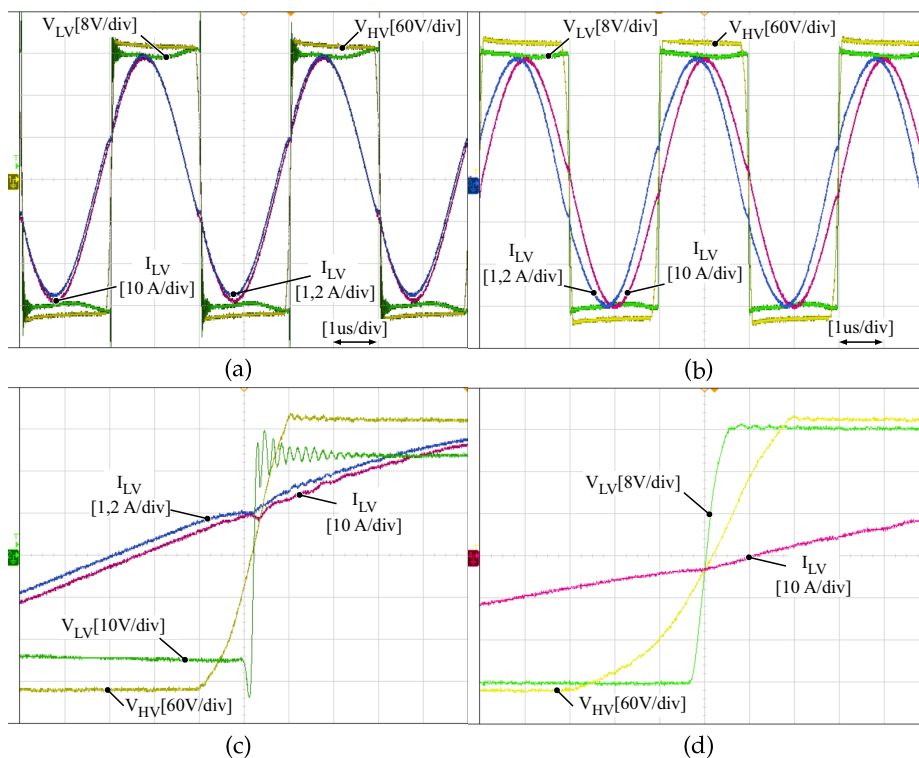 V_LV[8V/div]
V_HV[60V/div]
I_LV
[10 A/div]
I_LV
[1,2 A/div]
[1us/div]
(a)
V_LV[8V/div]
V_HV[60V/div]
I_LV
[1,2 A/div]
I_LV
[10 A/div]
[1us/div]
(b)
I_LV
[1,2 A/div]
I_LV
[10 A/div]
V_LV[10V/div]
V_HV[60V/div]
(c)
V_LV[8V/div]
I_LV
[10 A/div]
V_HV[60V/div]
(d)